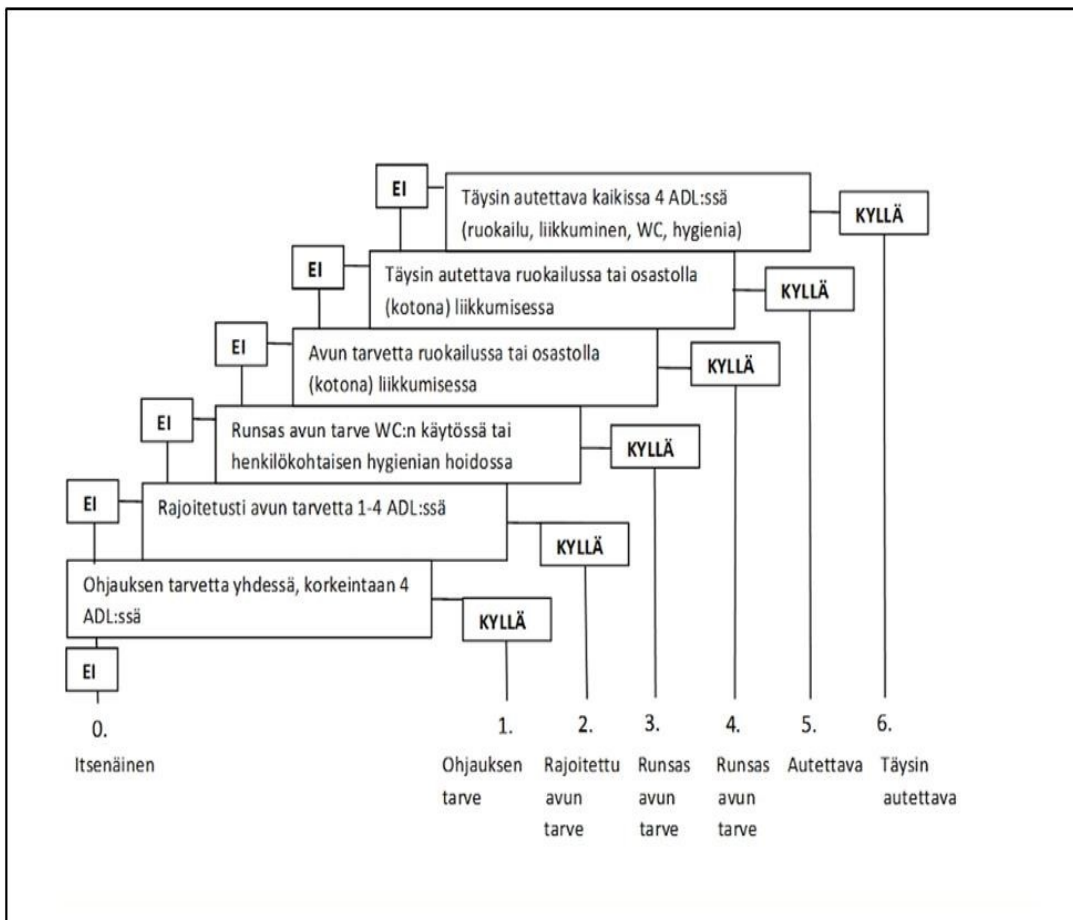 EI
Täysin autettava kaikissa 4 ADL:ssä
(ruokailu, liikkuminen, WC, hygienia)
KYLLÄ
EI
Täysin autettava ruokailussa tai osastolla
(kotona) liikkumisessa
KYLLÄ
EI
Avun tarvetta ruokailussa tai osastolla
(kotona) liikkumisessa
KYLLÄ
EI
Runsas avun tarve WC:n käytössä tai
henkilökohtaisen hygienian hoidossa
KYLLÄ
EI
Rajoitetusti avun tarvetta 1-4 ADL:ssä
KYLLÄ
Ohjauksen tarvetta yhdessä, korkeintaan 4
ADL:ssä
KYLLÄ
EI
0.
Itsenäinen
1.
Ohjauksen
tarve
2.
Rajoitettu
avun
tarve
3.
Runsas
avun
tarve
4.
Runsas
avun
tarve
5.
Autettava
6.
Täysin
autettava